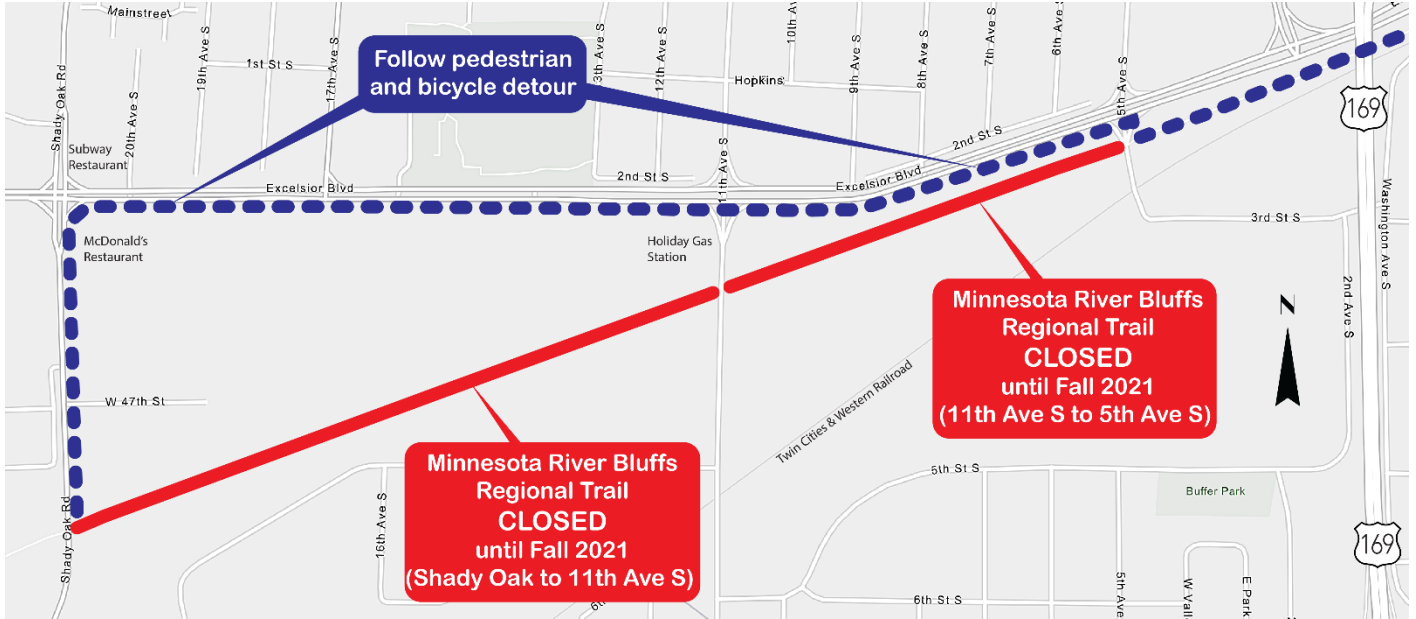 Mainstreet
Shady Oak Rd
20th Ave S
19th Ave S
1st St S
17th Ave S
Follow pedestrian
and bicycle detour
12th Ave S
Hopkins
9th Ave S
8th Ave S
7th Ave S
6th Ave S
5th Ave S
169
Subway
Restaurant
Excelsior Blvd
2nd St S
11th Ave S
Excelsior Blvd
2nd St S
McDonald's
Restaurant
Holiday Gas
Station
3rd St S
Washington Ave S
2nd Ave S
N
Minnesota River Bluffs
Regional Trail
CLOSED
until Fall 2021
(11th Ave S to 5th Ave S)
W 47th St
Twin Cities & Western Railroad
Minnesota River Bluffs
Regional Trail
CLOSED
until Fall 2021
(Shady Oak to 11th Ave S)
Shady Oak Rd
16th Ave S
5th St S
Buffer Park
169
6th St S
5th Ave
W Vall
E Park